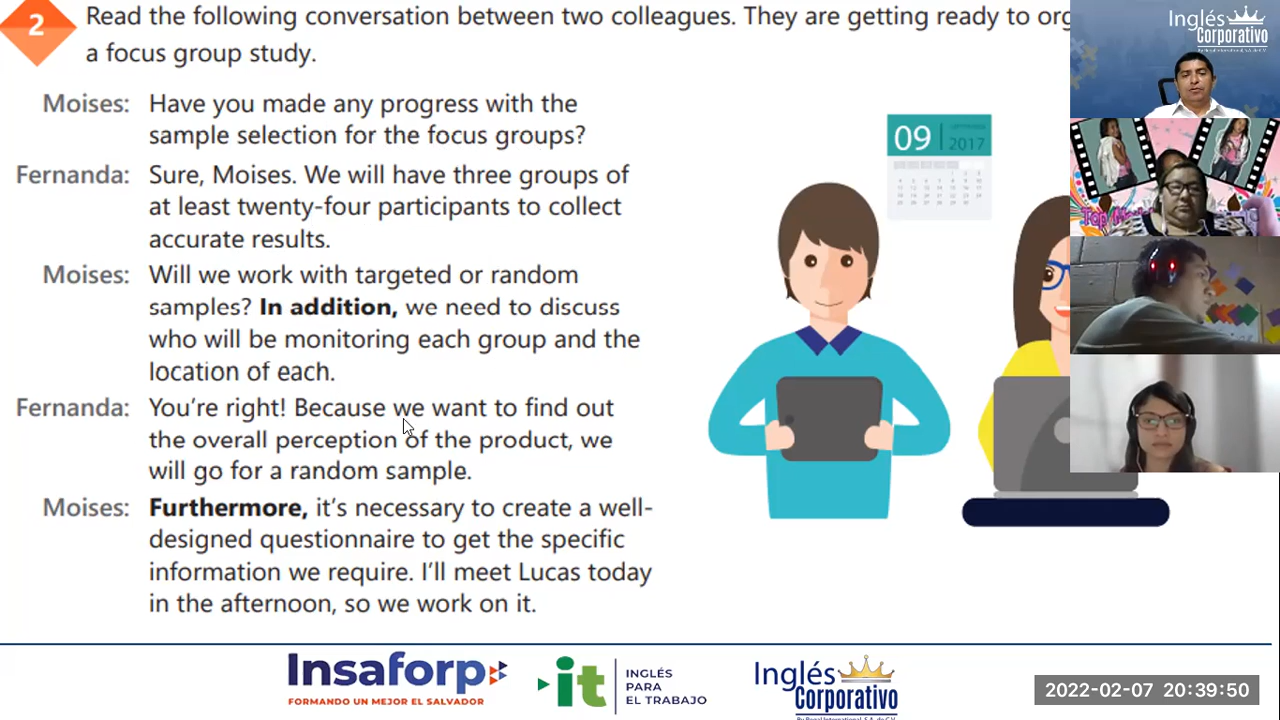 2
Read the following conversation between two colleagues. They are getting ready to org
a focus group study.
Moises: Have you made any progress with the
sample selection for the focus groups?
Fernanda: Sure, Moises. We will have three groups of
at least twenty-four participants to collect
accurate results.
Moises: Will we work with targeted or random
samples? In addition, we need to discuss
who will be monitoring each group and the
location of each.
Fernanda: You're right! Because we want to find out
the overall perception of the product, we
will go for a random sample.
Moises: Furthermore, it's necessary to create a well-
designed questionnaire to get the specific
information we require. I'll meet Lucas today
in the afternoon, so we work on it.
09
SEPTEMBER
2017
Inglés
Corporativo
Insaforp
FORMANDO UN MEJOR EL SALVADOR
it
INGLÉS
PARA
EL TRABAJO
Inglés
Corporativo
2022-02-07 20:39:50